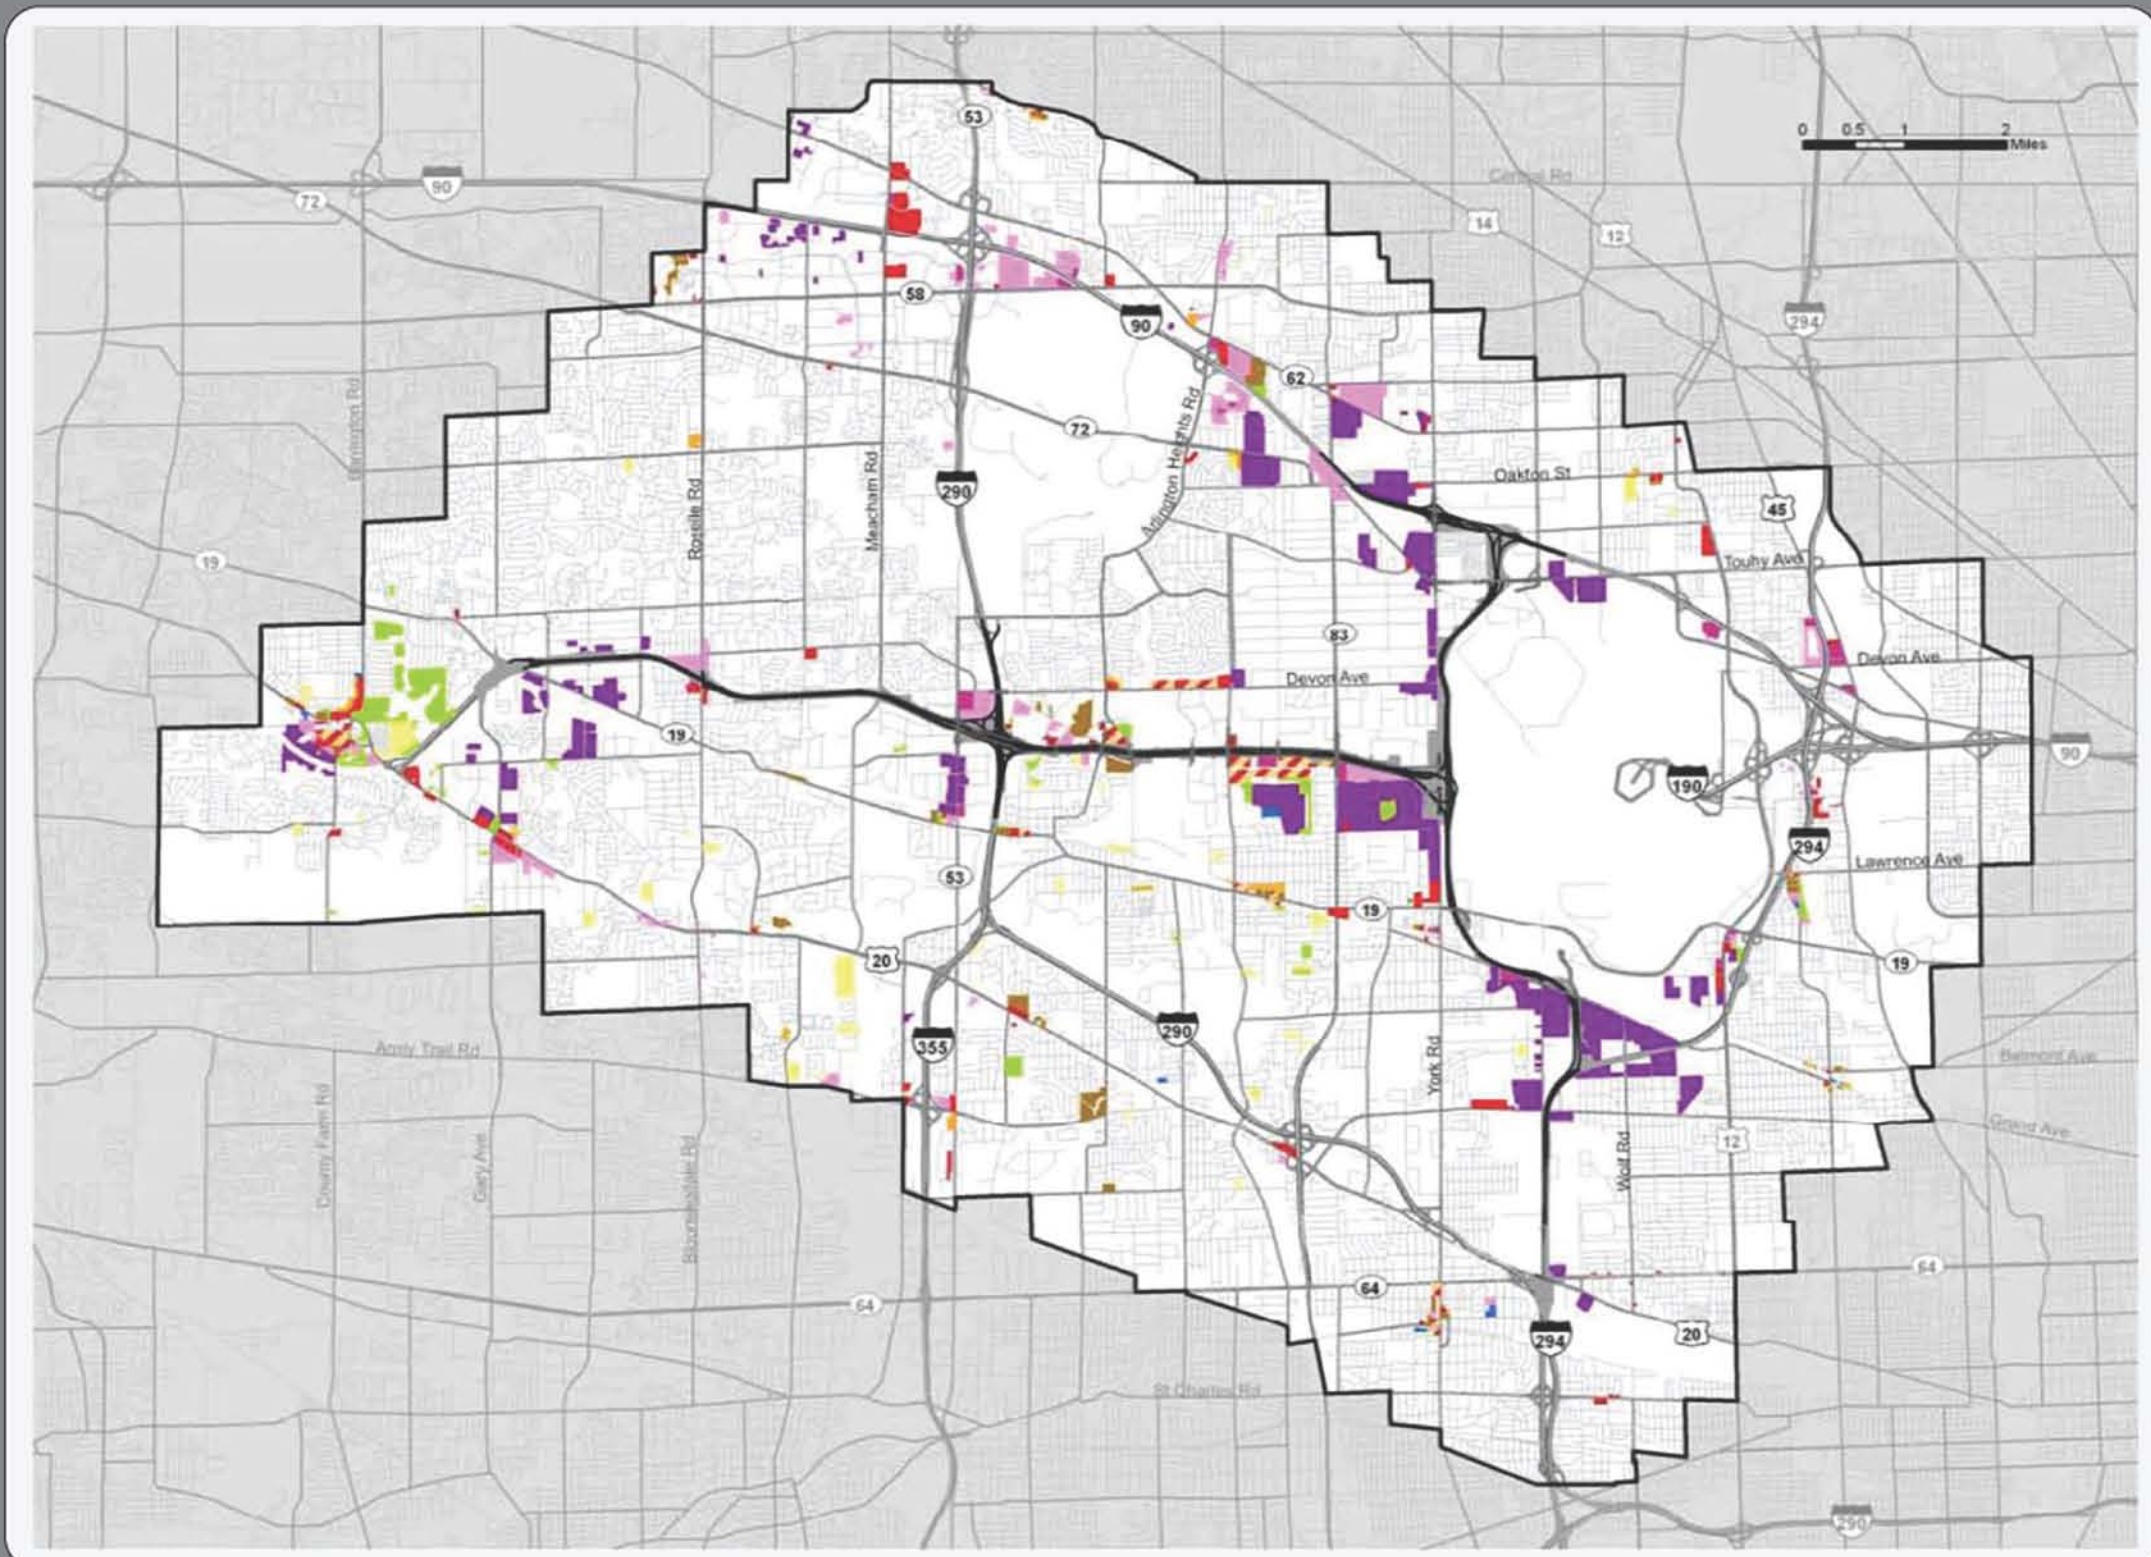 53
0 0.5 1 2
Miles
Central Rd
90
72
14
12
58
90
294
62
72
Barrington Rd
Arlington Heights Rd
Oakton St
Roselle Rd
Meacham Rd
290
45
19
Touhy Ave
83
Devon Ave
Devon Ave
19
90
190
294
Lawrence Ave
53
19
20
19
290
355
Army Trail Rd
York Rd
Belmont Ave
County Farm Rd
Gary Ave
Bloomingdale Rd
Wolf Rd
12
Grand Ave
64
64
64
20
294
St Charles Rd
290